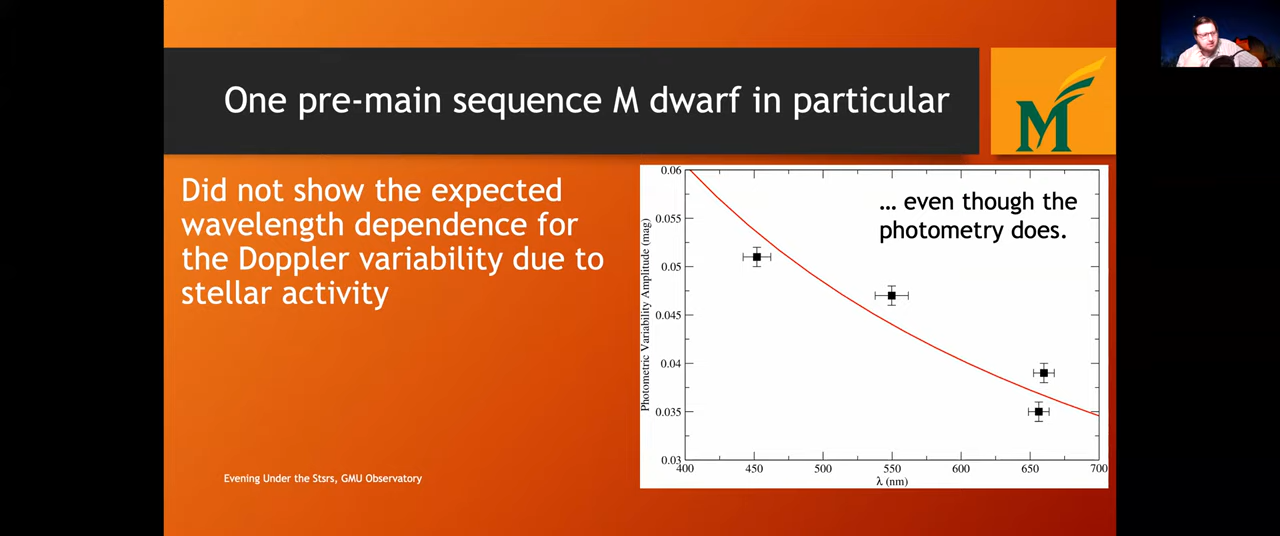 One pre-main sequence M dwarf in particular
M
Did not show the expected
wavelength dependence for
the Doppler variability due to
stellar activity
Evening Under the Stsrs, GMU Observatory
… even though the
photometry does.
Photometric Variability Amplitude (mag)
0.06
0.055
0.05
0.045
0.04
0.035
0.03
400
450
500
550
600
650
700
λ (nm)